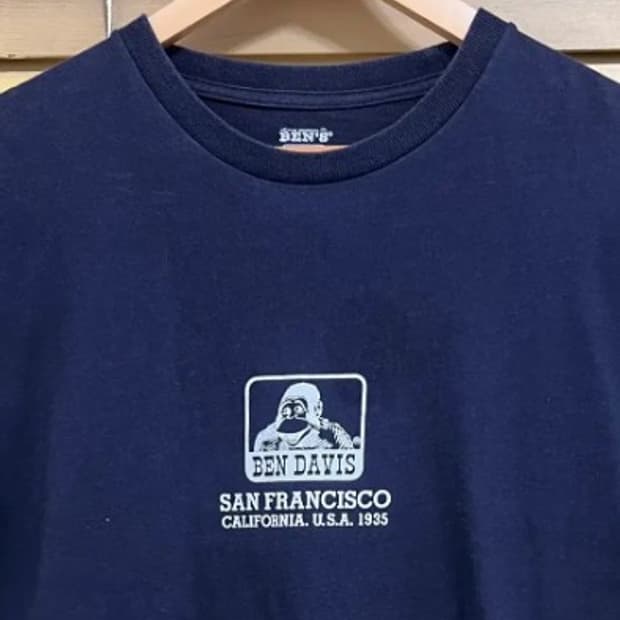 BEN'S
BEN DAVIS
SAN FRANCISCO
CALIFORNIA. U.S.A. 1935